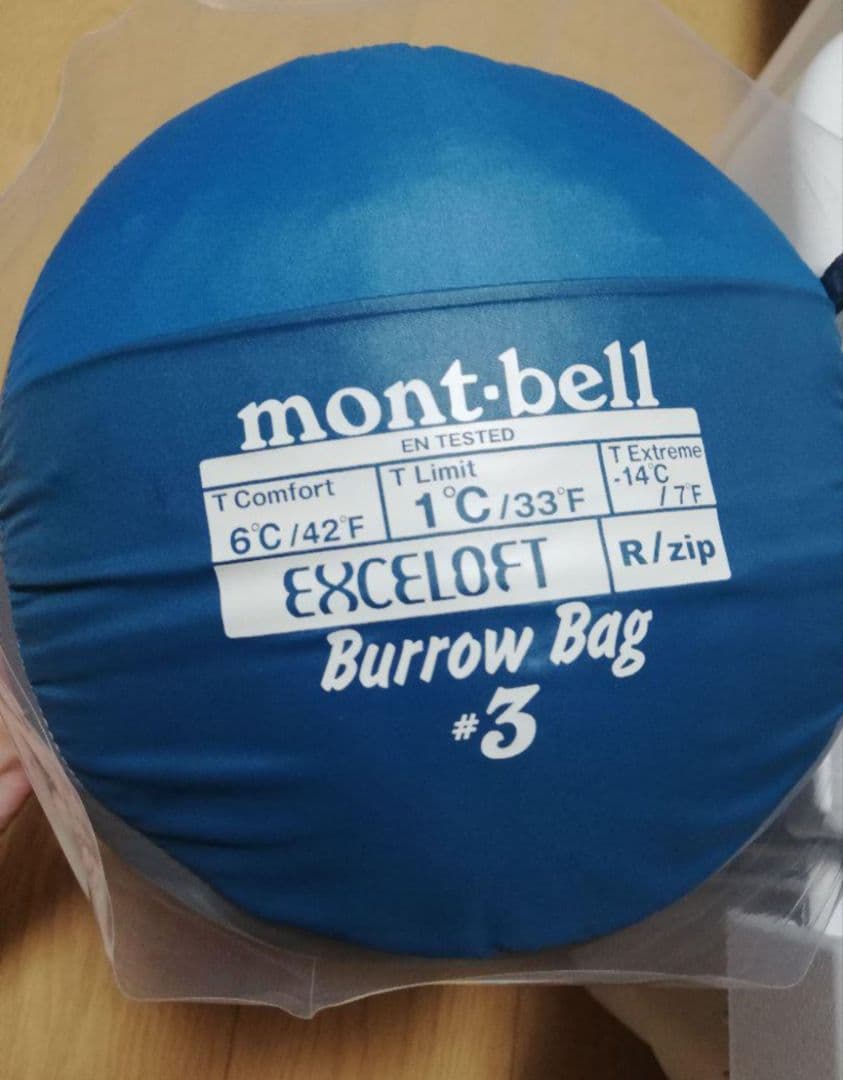 mont·bell
EN TESTED
T Comfort
6°C/42°F
T Limit
1°C/33°F
T Extreme
-14°C
/7°F
EXCELOFT
R/zip
Burrow Bag
#3